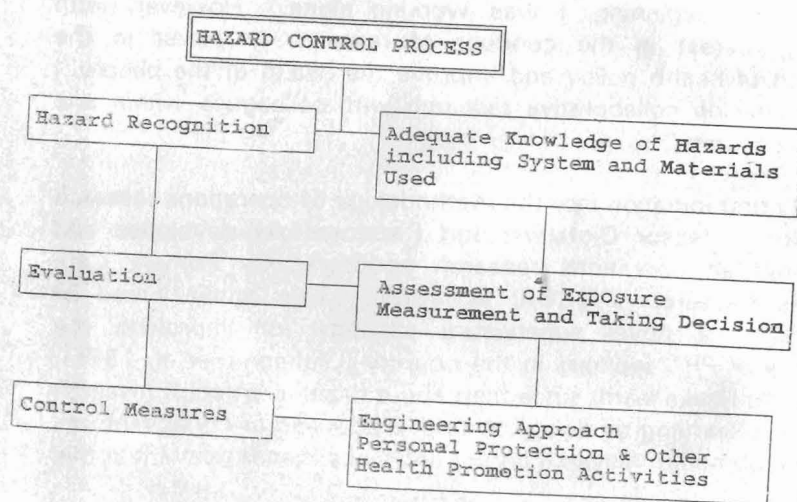 HAZARD CONTROL PROCESS
Hazard Recognition
Adequate Knowledge of Hazards
including System and Materials
Used
Evaluation
Assessment of Exposure
Measurement and Taking Decision
Control Measures
Engineering Approach
Personal Protection & Other
Health Promotion Activities